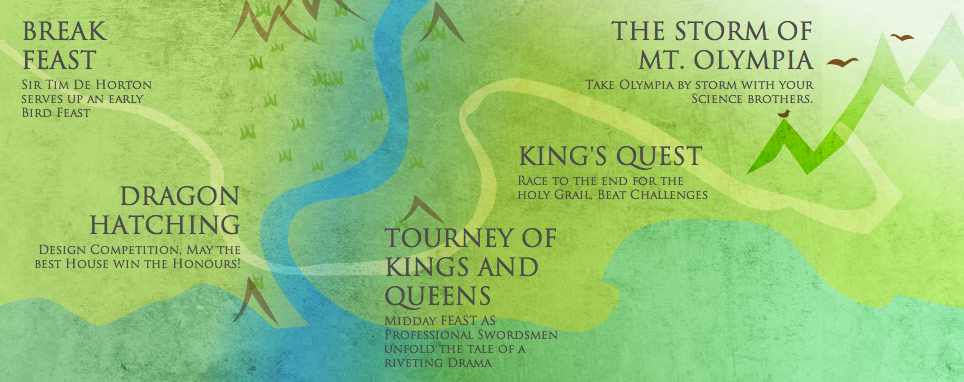 BREAK
FEAST
Sir Tim De Horton
serves up an early
Bird Feast
DRAGON
HATCHING
Design Competition, May the
best House win the Honours!
TOURNEY OF
KINGS AND
QUEENS
Midday FEAST as
Professional Swordsmen
unfold the tale of a
riveting Drama
KING'S QUEST
Race to the end for the
holy Grail, Beat Challenges
THE STORM OF
MT. OLYMPIA
Take Olympia by storm with your
Science brothers.